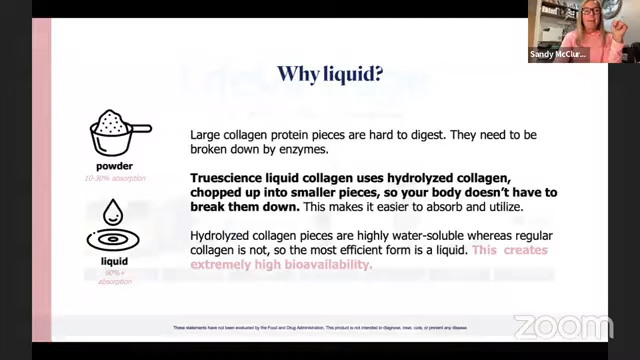 Why liquid?
Sandy McClur...
Large collagen protein pieces are hard to digest. They need to be
broken down by enzymes.
powder
10-30% absorption
Truescience liquid collagen uses hydrolyzed collagen,
chopped up into smaller pieces, so your body doesn't have to
break them down. This makes it easier to absorb and utilize.
Hydrolyzed collagen pieces are highly water-soluble whereas regular
collagen is not, so the most efficient form is a liquid. This creates
extremely high bioavailability.
liquid
90%+
absorption
These statements have not been evaluated by the Food and Drug Administration. This product is not intended to diagnose, treat, cure, or prevent any disease.
zoom